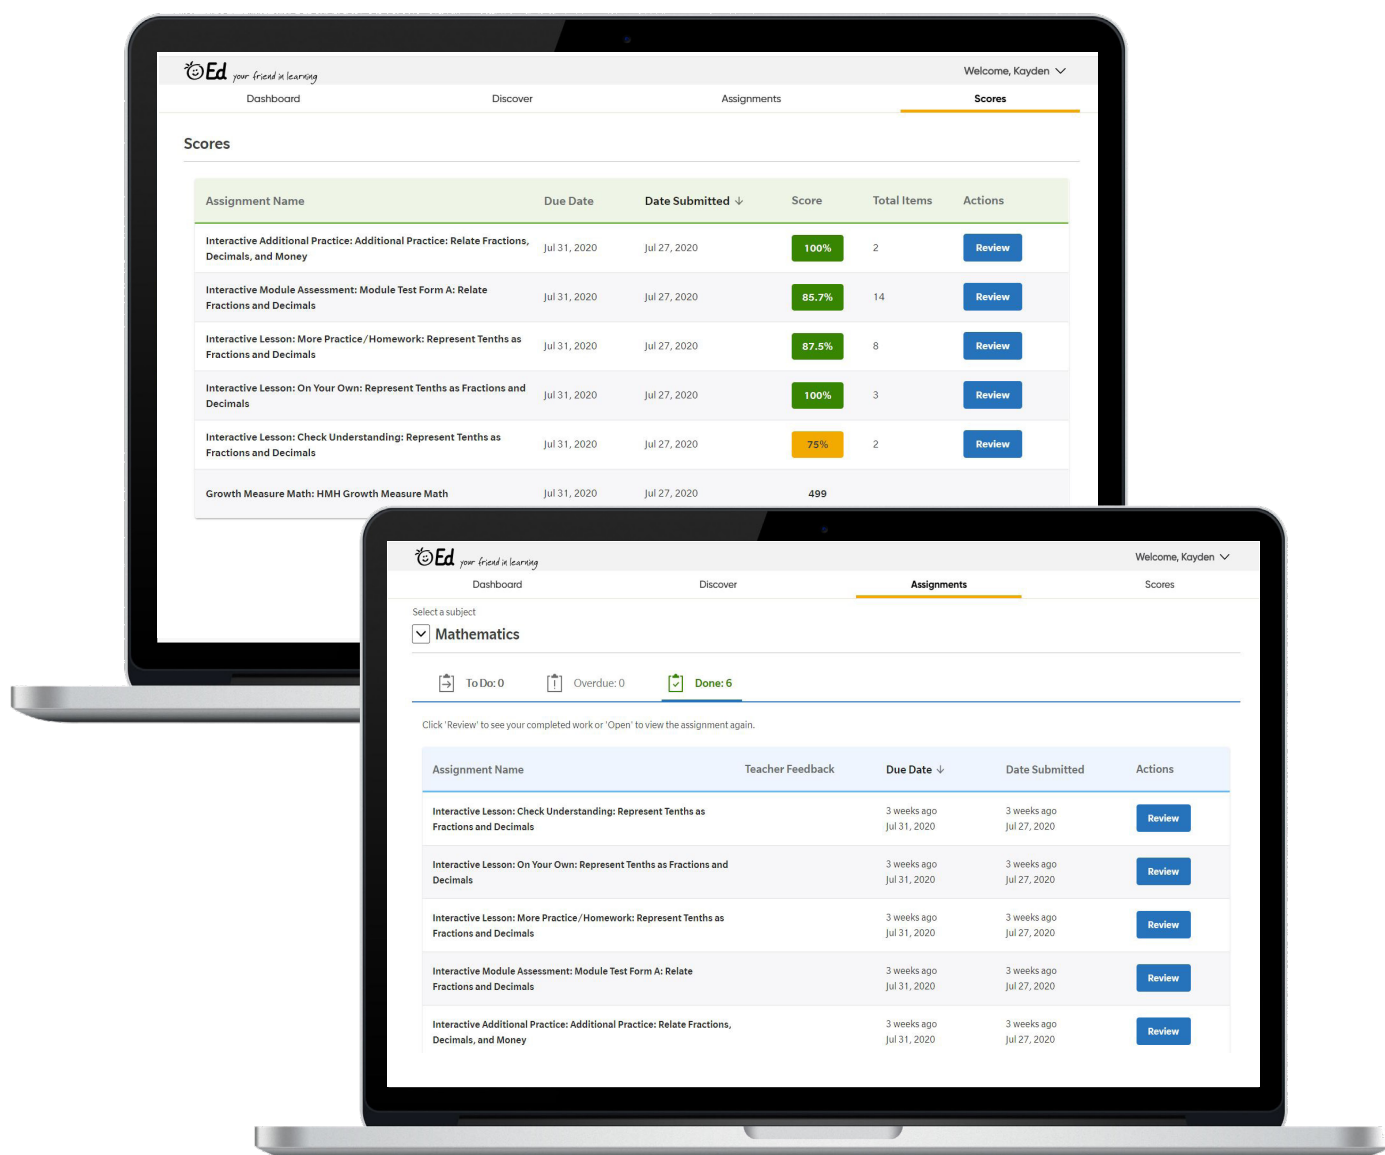 Ed your friend in learning
Welcome, Kayden
Dashboard Discover Assignments Scores
Scores
Assignment Name Due Date Date Submitted ↓ Score Total Items Actions
Interactive Additional Practice: Additional Practice: Relate Fractions,
Decimals, and Money
Jul 31, 2020 Jul 27, 2020 100% 2 Review
Interactive Module Assessment: Module Test Form A: Relate
Fractions and Decimals
Jul 31, 2020 Jul 27, 2020 85.7% 14 Review
Interactive Lesson: More Practice/Homework: Represent Tenths as
Fractions and Decimals
Jul 31, 2020 Jul 27, 2020 87.5% 8 Review
Interactive Lesson: On Your Own: Represent Tenths as Fractions and
Decimals
Jul 31, 2020 Jul 27, 2020 100% 3 Review
Interactive Lesson: Check Understanding: Represent Tenths as
Fractions and Decimals
Jul 31, 2020 Jul 27, 2020 75% 2 Review
Growth Measure Math: HMH Growth Measure Math Jul 31, 2020 Jul 27, 2020 499
Ed your friend in learning
Welcome, Kayden
Dashboard Discover Assignments Scores
Select a subject
Mathematics
To Do: 0 Overdue: 0 Done: 6
Click 'Review' to see your completed work or 'Open' to view the assignment again.
Assignment Name Teacher Feedback Due Date ↓ Date Submitted Actions
Interactive Lesson: Check Understanding: Represent Tenths as
Fractions and Decimals
3 weeks ago 3 weeks ago
Jul 31, 2020 Jul 27, 2020
Review
Interactive Lesson: On Your Own: Represent Tenths as Fractions and
Decimals
3 weeks ago 3 weeks ago
Jul 31, 2020 Jul 27, 2020
Review
Interactive Lesson: More Practice/Homework: Represent Tenths as
Fractions and Decimals
3 weeks ago 3 weeks ago
Jul 31, 2020 Jul 27, 2020
Review
Interactive Module Assessment: Module Test Form A: Relate
Fractions and Decimals
3 weeks ago 3 weeks ago
Jul 31, 2020 Jul 27, 2020
Review
Interactive Additional Practice: Additional Practice: Relate Fractions,
Decimals, and Money
3 weeks ago 3 weeks ago
Jul 31, 2020 Jul 27, 2020
Review